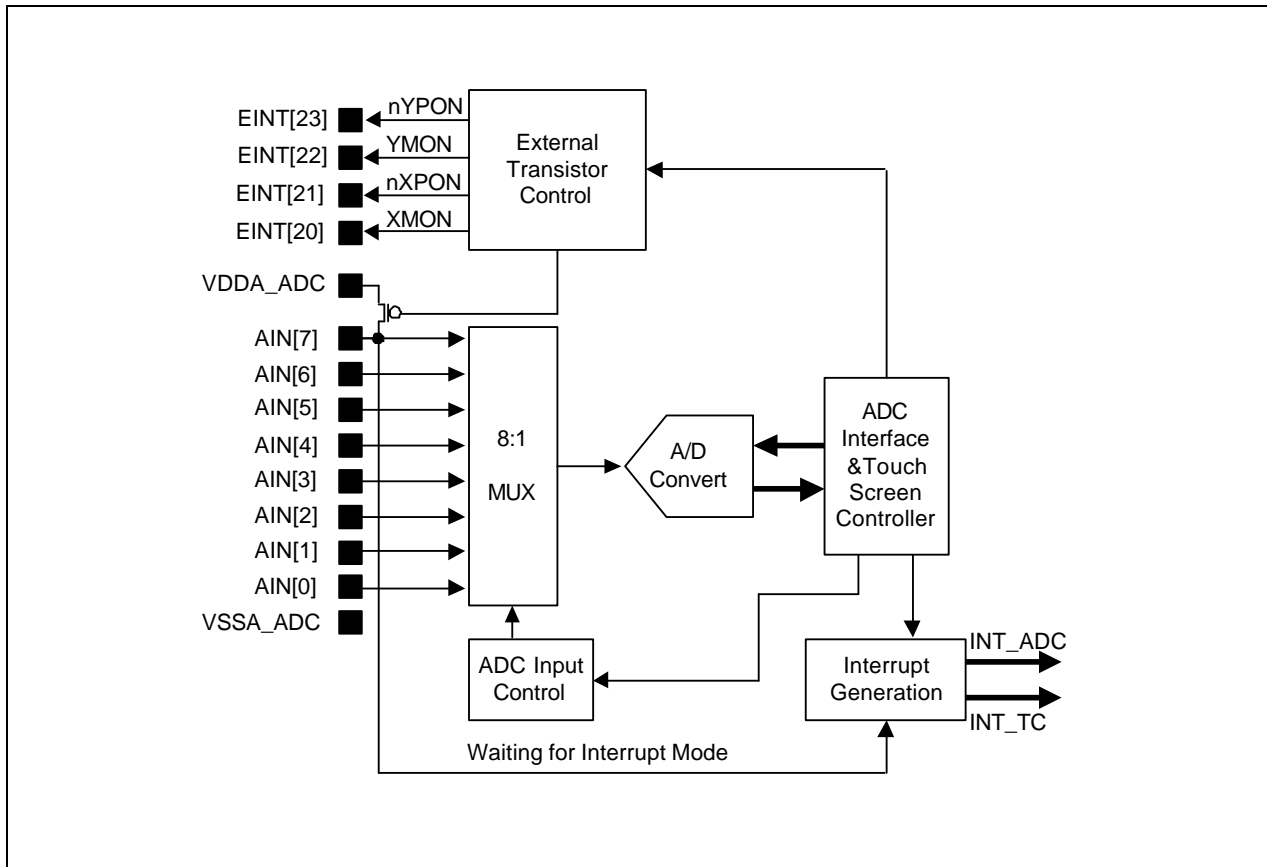 EINT[23]
nYPON
EINT[22]
YMON
EINT[21]
nXPON
EINT[20]
XMON
External
Transistor
Control
VDDA_ADC
AIN[7]
AIN[6]
AIN[5]
AIN[4]
AIN[3]
AIN[2]
AIN[1]
AIN[0]
VSSA_ADC
8:1
MUX
A/D
Convert
ADC
Interface
&Touch
Screen
Controller
ADC Input
Control
Interrupt
Generation
INT_ADC
INT_TC
Waiting for Interrupt Mode